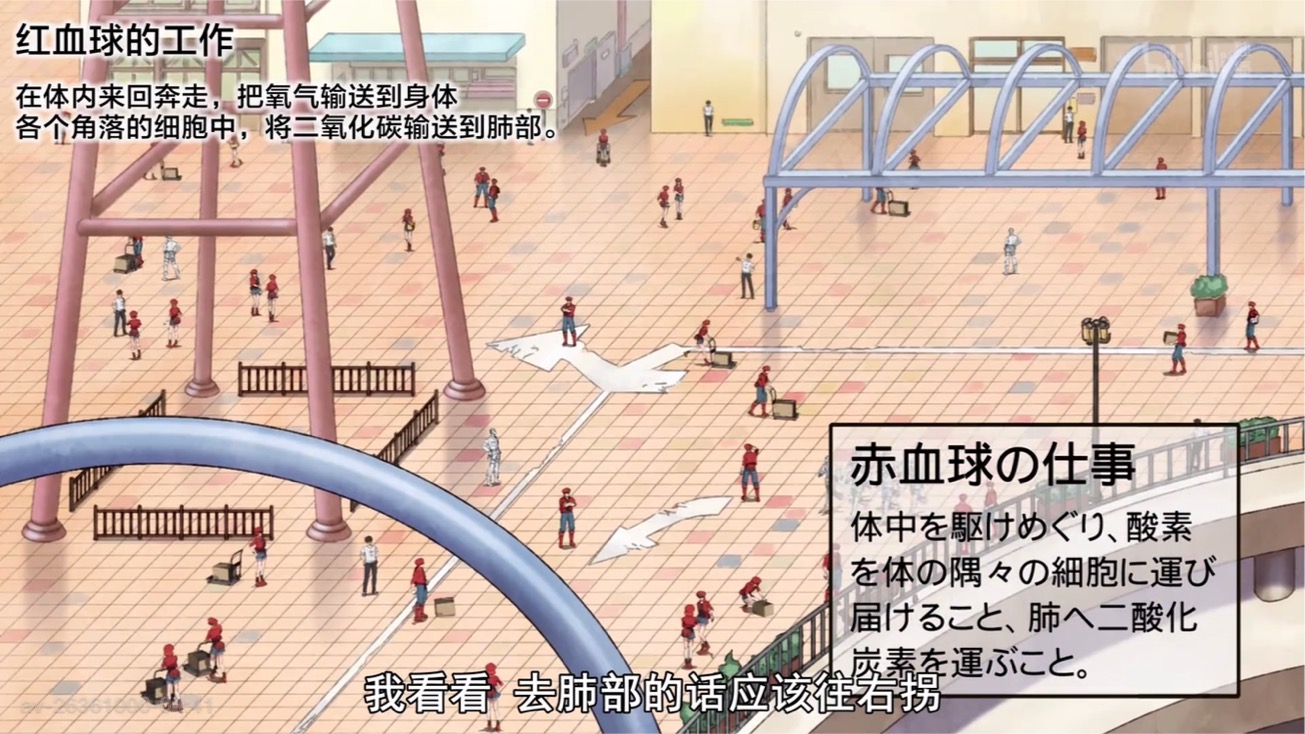 红血球的工作
在体内来回奔走，把氧气输送到身体
各个角落的细胞中，将二氧化碳输送到肺部。
赤血球の仕事
体中を駆けめぐり、酸素
を体の隅々の細胞に運び
届けること、肺へ二酸化
炭素を運ぶこと。
我看看 去肺部的话应该往右拐